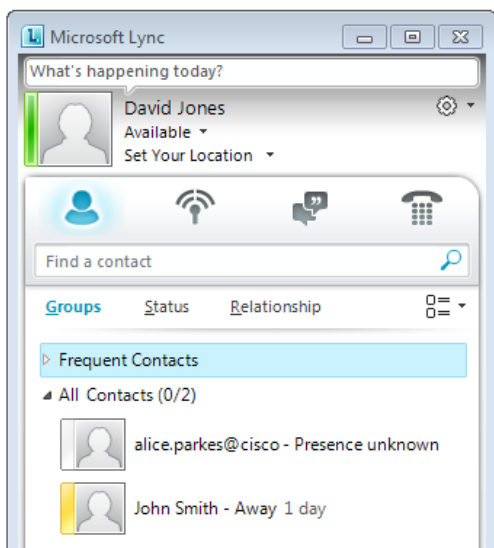 Microsoft Lync
What's happening today?
David Jones
Available
Set Your Location
Find a contact
Groups Status Relationship
Frequent Contacts
All Contacts (0/2)
alice.parkes@cisco - Presence unknown
John Smith - Away 1 day